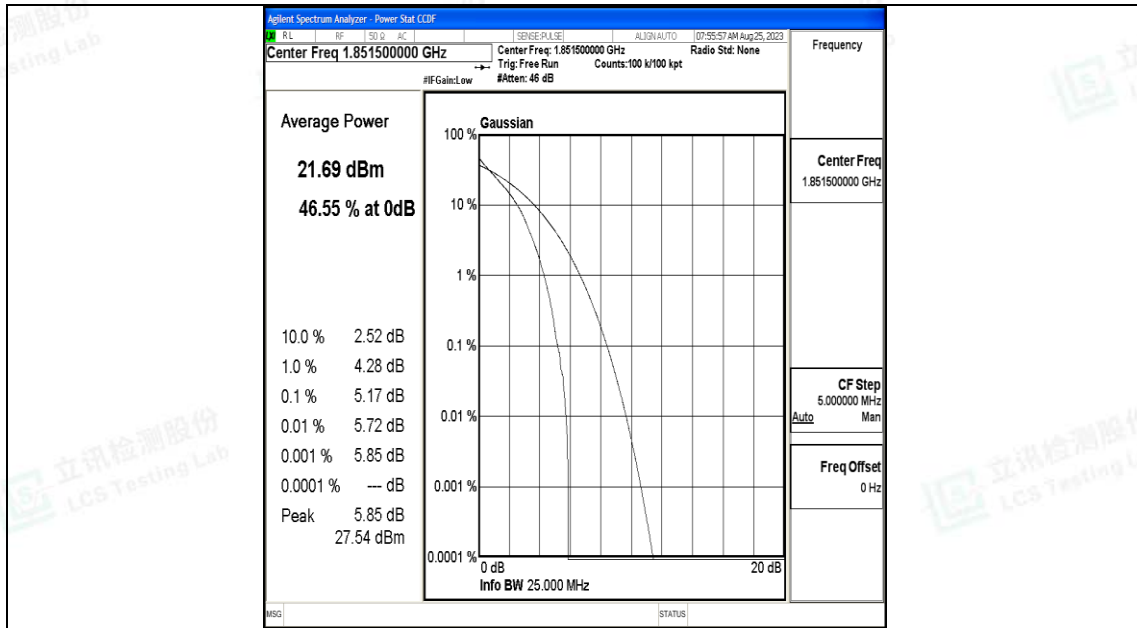 Agilent Spectrum Analyzer - Power Stat CCDF
RL RF 50 Ω AC SENSE:PULSE ALIGN AUTO 07:55:57 AM Aug 25, 2023
Center Freq 1.851500000 GHz
Center Freq: 1.851500000 GHz Radio Std: None
Trig: Free Run Counts:100 k/100 kpt
#IFGain:Low #Atten: 46 dB
Frequency
Average Power
21.69 dBm
46.55 % at 0dB
10.0 % 2.52 dB
1.0 % 4.28 dB
0.1 % 5.17 dB
0.01 % 5.72 dB
0.001 % 5.85 dB
0.0001 % --- dB
Peak 5.85 dB
27.54 dBm
Gaussian
100 %
10 %
1 %
0.1 %
0.01 %
0.001 %
0.0001 %
0 dB 20 dB
Info BW 25.000 MHz
Center Freq
1.851500000 GHz
CF Step
5.000000 MHz
Auto Man
Freq Offset
0 Hz
MSG STATUS
立讯检测股份
LCS Testing Lab
立讯检测股份
LCS Testing L